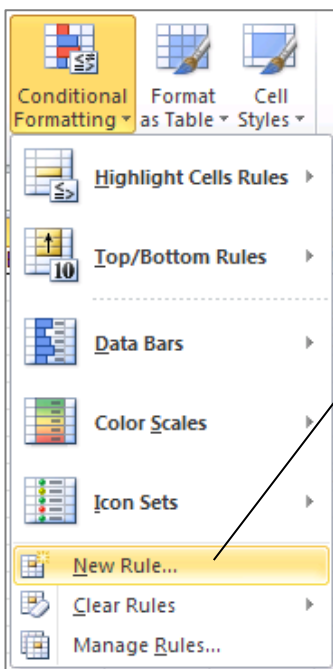 Conditional Format Cell
Formatting as Table Styles
Highlight Cells Rules
10
Top/Bottom Rules
Data Bars
Color Scales
Icon Sets
New Rule...
Clear Rules
Manage Rules...